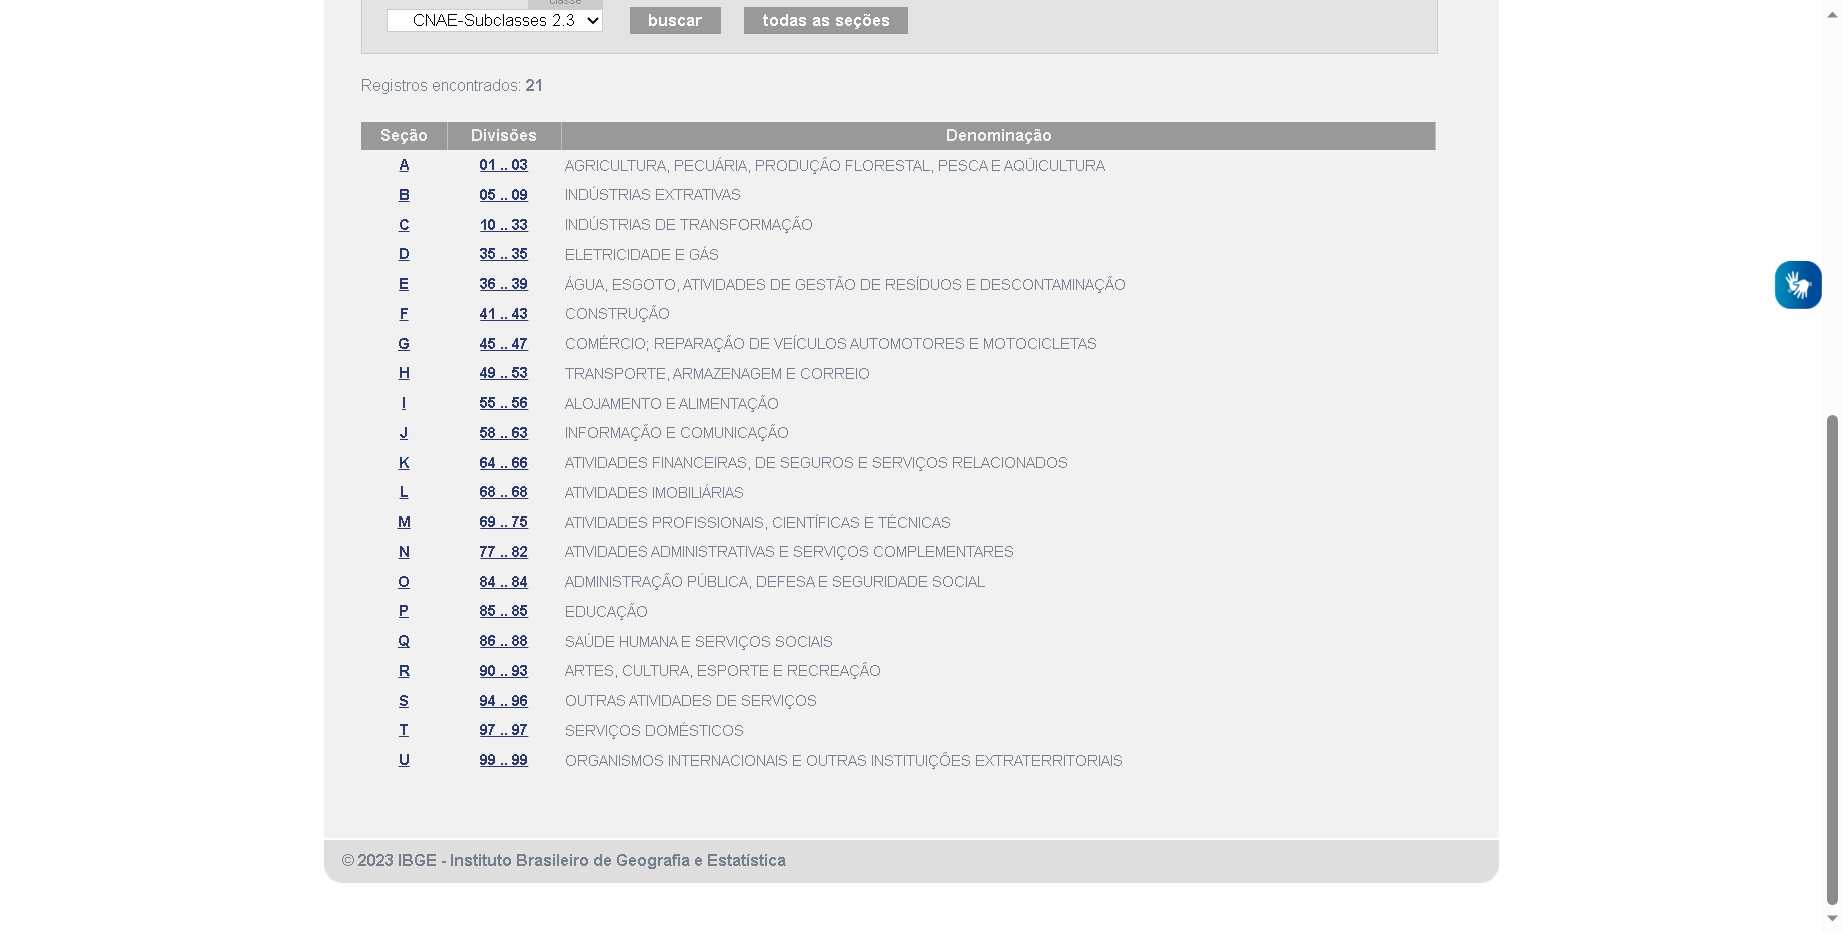 classe
CNAE-Subclasses 2.3 buscar todas as seções
Registros encontrados: 21
Seção Divisões Denominação
A 01 .. 03 AGRICULTURA, PECUÁRIA, PRODUÇÃO FLORESTAL, PESCA E AQÜICULTURA
B 05 .. 09 INDÚSTRIAS EXTRATIVAS
C 10 .. 33 INDÚSTRIAS DE TRANSFORMAÇÃO
D 35 .. 35 ELETRICIDADE E GÁS
E 36 .. 39 ÁGUA, ESGOTO, ATIVIDADES DE GESTÃO DE RESÍDUOS E DESCONTAMINAÇÃO
F 41 .. 43 CONSTRUÇÃO
G 45 .. 47 COMÉRCIO; REPARAÇÃO DE VEÍCULOS AUTOMOTORES E MOTOCICLETAS
H 49 .. 53 TRANSPORTE, ARMAZENAGEM E CORREIO
I 55 .. 56 ALOJAMENTO E ALIMENTAÇÃO
J 58 .. 63 INFORMAÇÃO E COMUNICAÇÃO
K 64 .. 66 ATIVIDADES FINANCEIRAS, DE SEGUROS E SERVIÇOS RELACIONADOS
L 68 .. 68 ATIVIDADES IMOBILIÁRIAS
M 69 .. 75 ATIVIDADES PROFISSIONAIS, CIENTÍFICAS E TÉCNICAS
N 77 .. 82 ATIVIDADES ADMINISTRATIVAS E SERVIÇOS COMPLEMENTARES
O 84 .. 84 ADMINISTRAÇÃO PÚBLICA, DEFESA E SEGURIDADE SOCIAL
P 85 .. 85 EDUCAÇÃO
Q 86 .. 88 SAÚDE HUMANA E SERVIÇOS SOCIAIS
R 90 .. 93 ARTES, CULTURA, ESPORTE E RECREAÇÃO
S 94 .. 96 OUTRAS ATIVIDADES DE SERVIÇOS
T 97 .. 97 SERVIÇOS DOMÉSTICOS
U 99 .. 99 ORGANISMOS INTERNACIONAIS E OUTRAS INSTITUIÇÕES EXTRATERRITORIAIS
© 2023 IBGE - Instituto Brasileiro de Geografia e Estatística